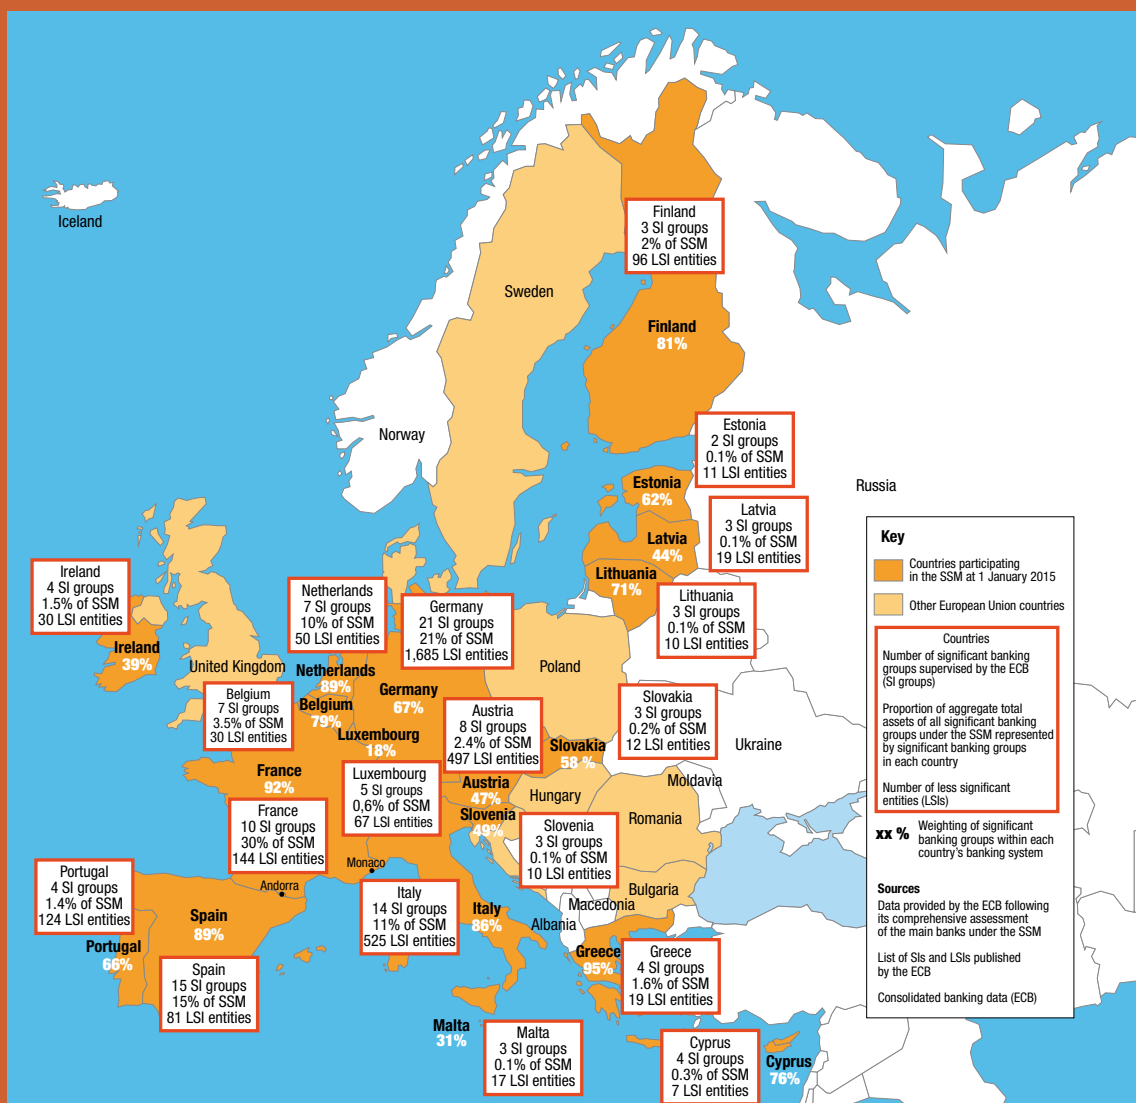 Iceland
Finland
3 SI groups
2% of SSM
96 LSI entities
Sweden
Finland
81%
Norway
Estonia
2 SI groups
0.1% of SSM
11 LSI entities
Russia
Estonia
62%
Latvia
3 SI groups
0.1% of SSM
19 LSI entities
Latvia
44%
Lithuania
71%
Lithuania
3 SI groups
0.1% of SSM
10 LSI entities
Ireland
4 SI groups
1.5% of SSM
30 LSI entities
Ireland
39%
United Kingdom
Netherlands
7 SI groups
10% of SSM
50 LSI entities
Germany
21 SI groups
21% of SSM
1,685 LSI entities
Netherlands
89%
Germany
67%
Poland
Belgium
7 SI groups
3.5% of SSM
30 LSI entities
Belgium
79%
Luxembourg
18%
Austria
8 SI groups
2.4% of SSM
497 LSI entities
Slovakia
3 SI groups
0.2% of SSM
12 LSI entities
Slovakia
58 %
Ukraine
France
92%
Luxembourg
5 SI groups
0,6% of SSM
67 LSI entities
Austria
47%
Hungary
Moldavia
Slovenia
49%
Romania
France
10 SI groups
30% of SSM
144 LSI entities
Slovenia
3 SI groups
0.1% of SSM
10 LSI entities
Monaco
Andorra
Portugal
4 SI groups
1.4% of SSM
124 LSI entities
Italy
14 SI groups
11% of SSM
525 LSI entities
Bulgaria
Macedonia
Albania
Spain
89%
Italy
86%
Portugal
66%
Greece
95%
Greece
4 SI groups
1.6% of SSM
19 LSI entities
Spain
15 SI groups
15% of SSM
81 LSI entities
Malta
31%
Malta
3 SI groups
0.1% of SSM
17 LSI entities
Cyprus
4 SI groups
0.3% of SSM
7 LSI entities
Cyprus
76%
Key
Countries participating
in the SSM at 1 January 2015
Other European Union countries
Countries
Number of significant banking
groups supervised by the ECB
(SI groups)
Proportion of aggregate total
assets of all significant banking
groups under the SSM represented
by significant banking groups
in each country
Number of less significant
entities (LSIs)
xx % Weighting of significant
banking groups within each
country's banking system
Sources
Data provided by the ECB following
its comprehensive assessment
of the main banks under the SSM
List of SIs and LSIs published
by the ECB
Consolidated banking data (ECB)